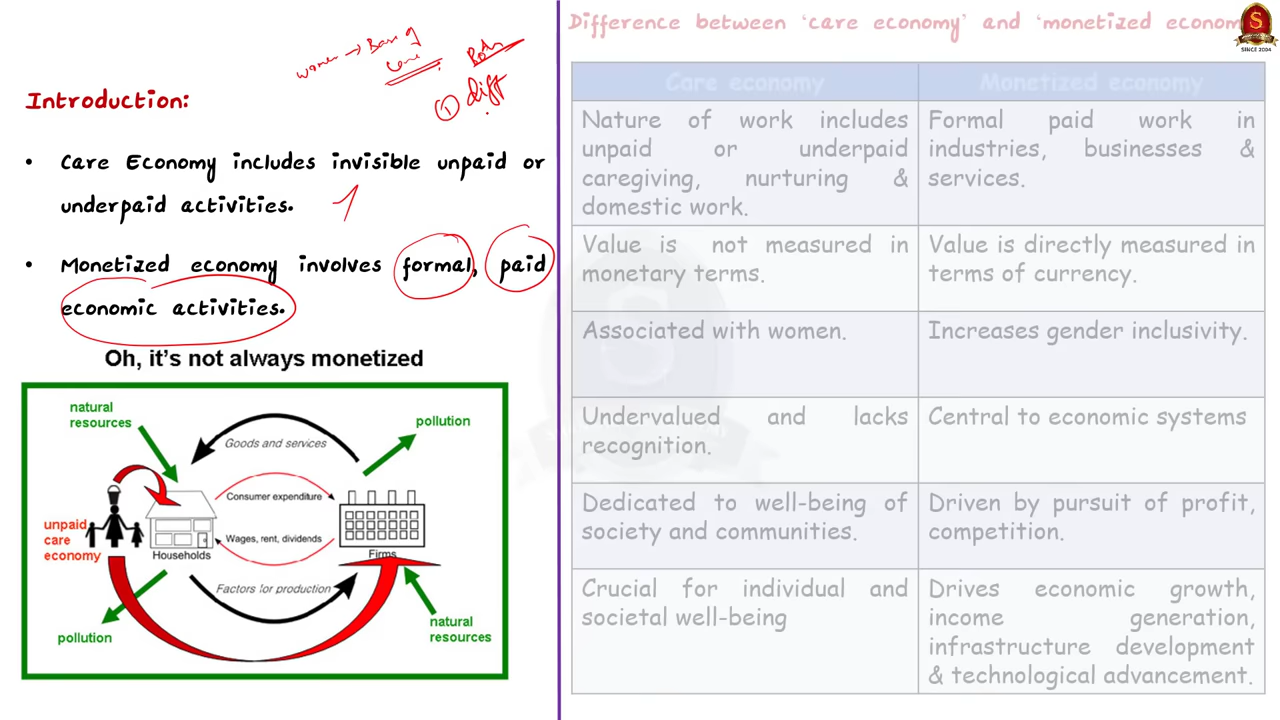 Difference between ‘care economy’ and ‘monetized econom
S
SINCE 2004
women → Base of
care
Both
① diff
Introduction:
• Care Economy includes invisible unpaid or
underpaid activities.
• Monetized economy involves formal, paid
economic activities.
Oh, it's not always monetized
natural
resources
pollution
Goods and services
Consumer expenditure
unpaid
care
economy
Wages, rent, dividends
Households
Firms
Factors for production
pollution
natural
resources
Care economy
Monetized economy
Nature of work includes
unpaid or underpaid
caregiving, nurturing &
domestic work.
Formal paid work in
industries, businesses &
services.
Value is not measured in
monetary terms.
Value is directly measured in
terms of currency.
Associated with women.
Increases gender inclusivity.
Undervalued and lacks
recognition.
Central to economic systems
Dedicated to well-being of
society and communities.
Driven by pursuit of profit,
competition.
Crucial for individual and
societal well-being
Drives economic growth,
income generation,
infrastructure development
& technological advancement.